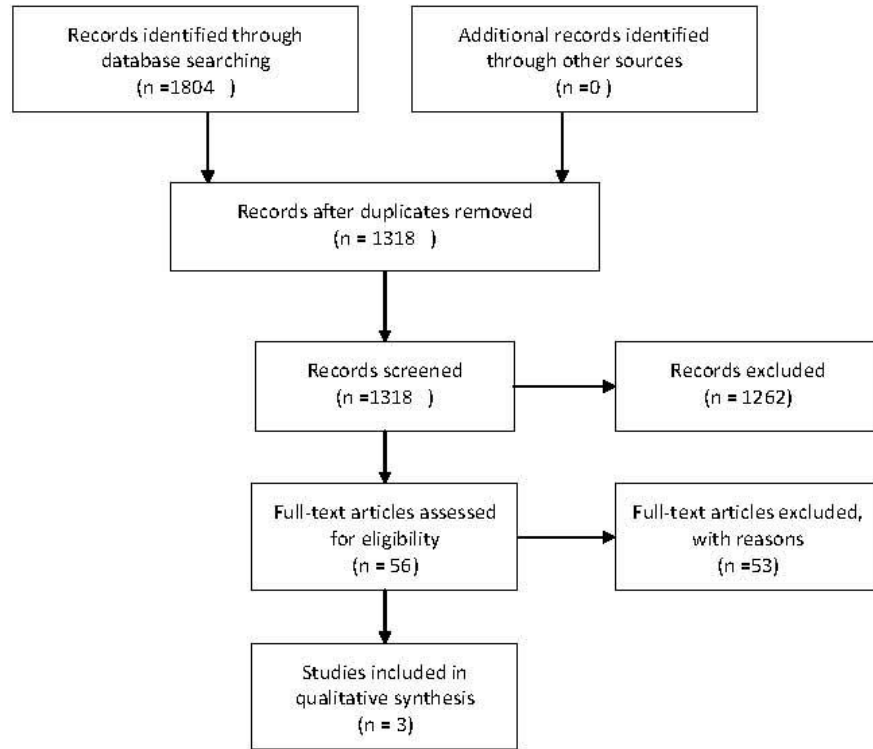 Records identified through
database searching
(n =1804   )
Additional records identified
through other sources
(n =0  )
Records after duplicates removed
(n = 1318   )
Records screened
(n =1318   )
Records excluded
(n = 1262)
Full-text articles assessed
for eligibility
(n = 56)
Full-text articles excluded,
with reasons
(n =53)
Studies included in
qualitative synthesis
(n = 3)